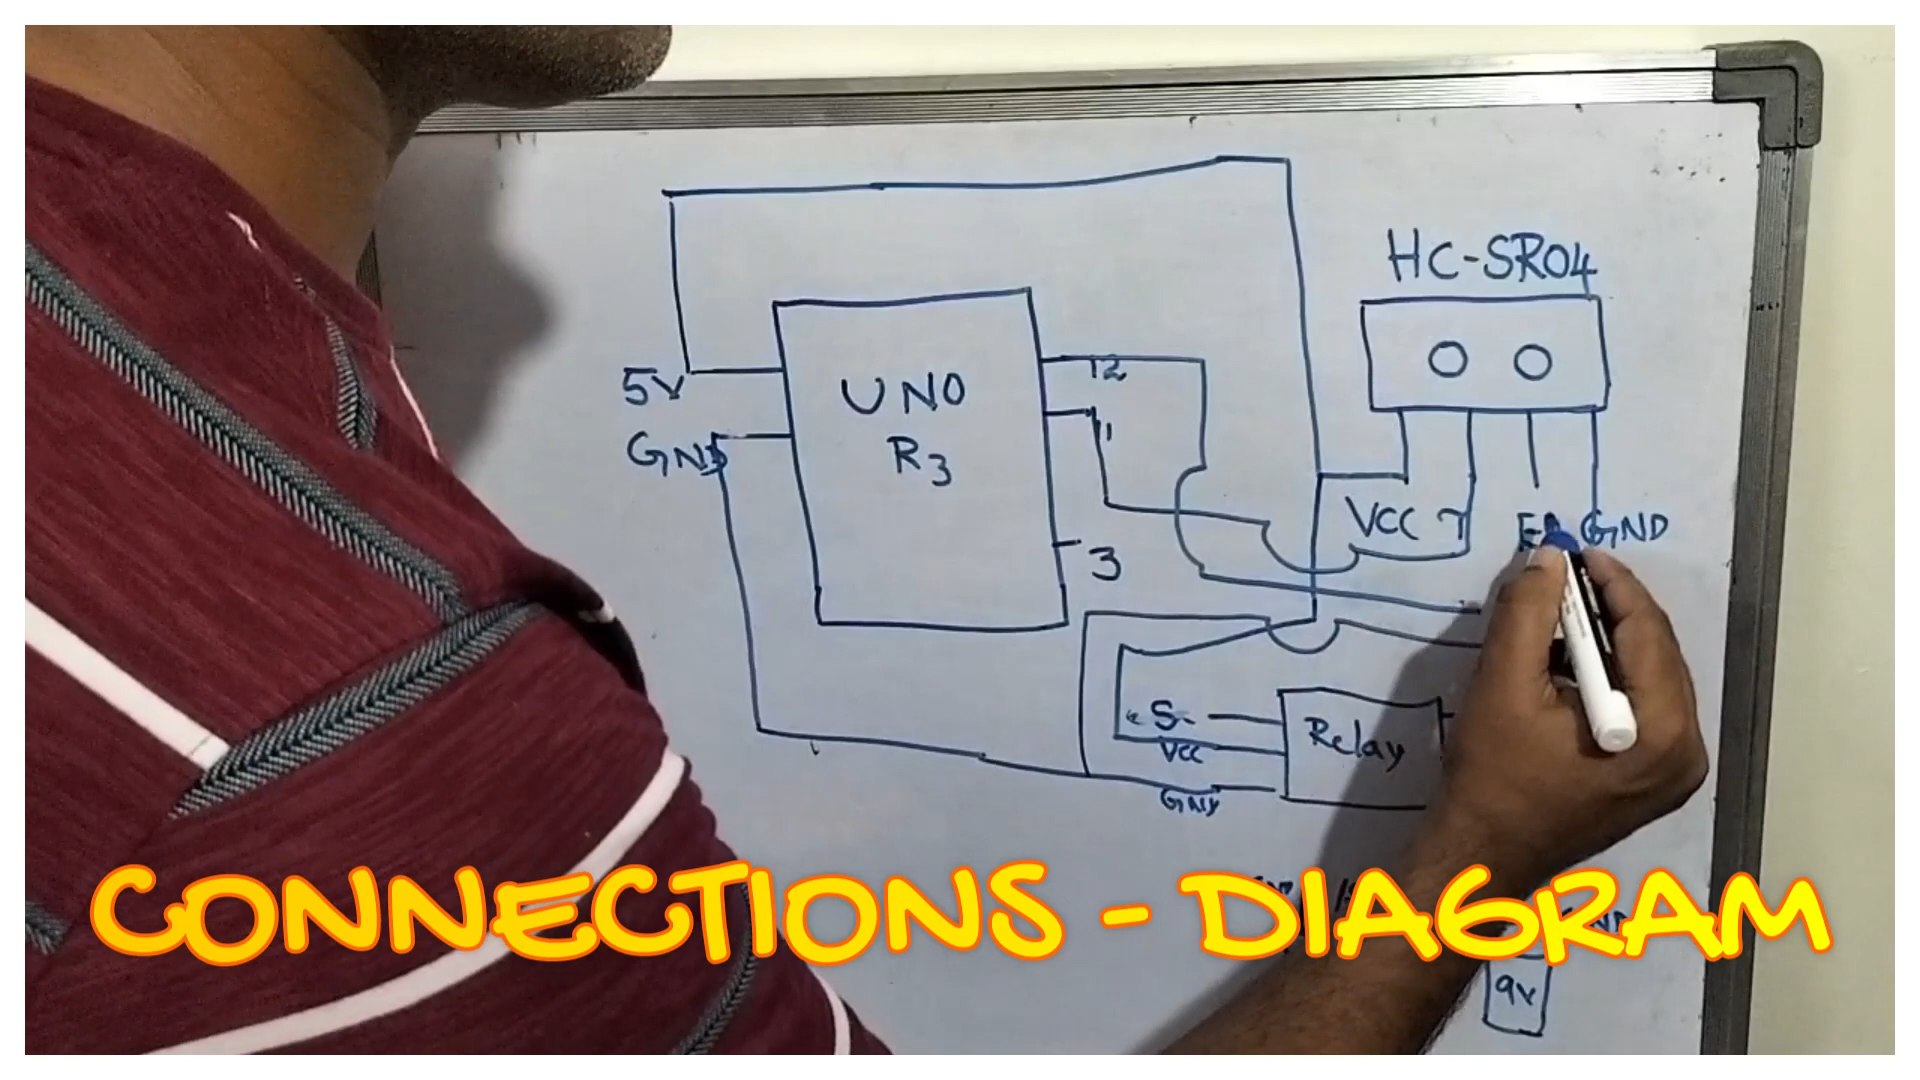 HC-SR04
5V
UNO
R3
12
GND
11
VCC T
GND
3
S
Relay
VCC
GND
CONNECTIONS - DIAGRAM
9V